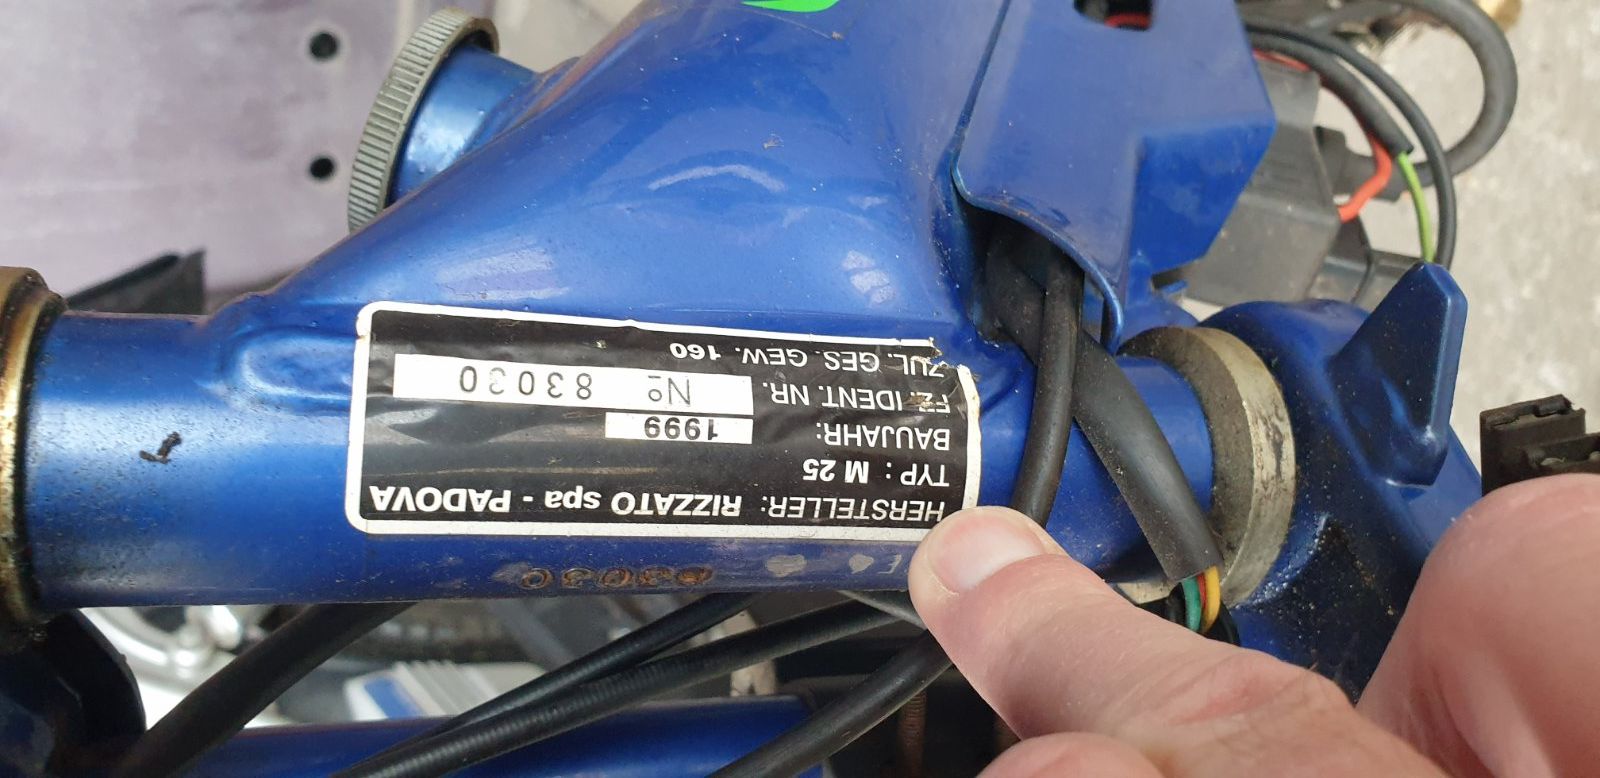 HERSTELLER: RIZZATO spa - PADOVA
TYP : M 25
BAUJAHR: 1999
FZ. IDENT. NR. Nº 83030
ZUL. GES. GEW. 160
83030